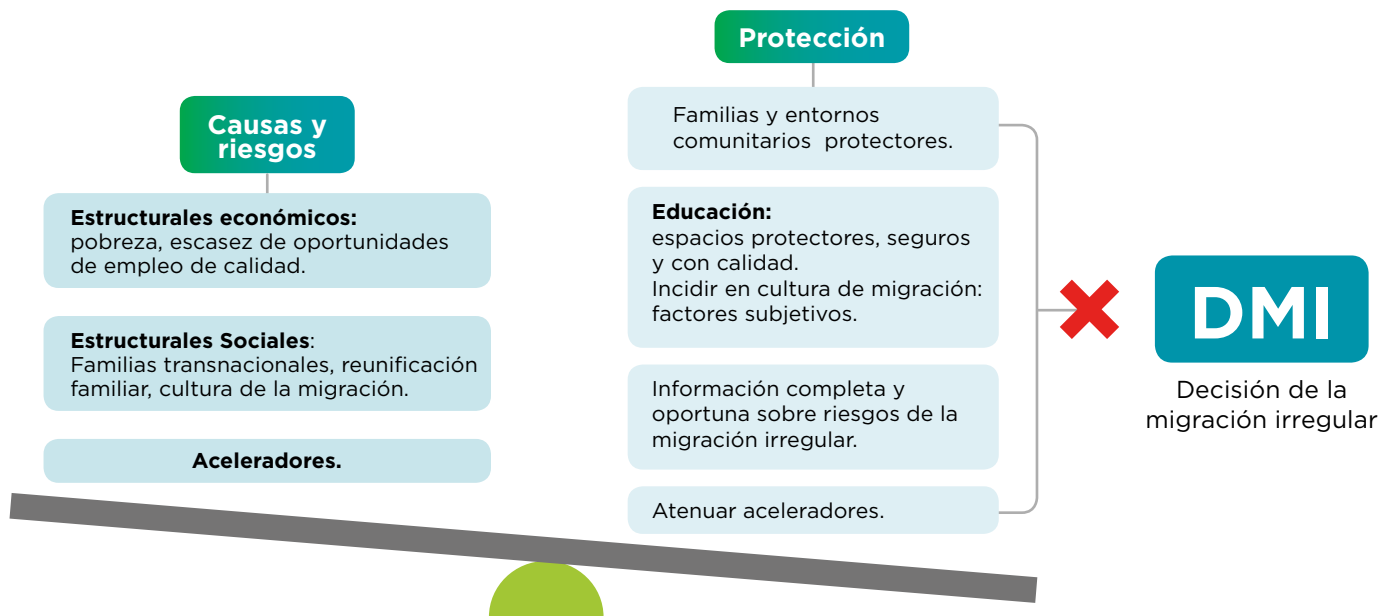 Causas y
riesgos
Estructurales económicos:
pobreza, escasez de oportunidades
de empleo de calidad.
Estructurales Sociales:
Familias transnacionales, reunificación
familiar, cultura de la migración.
Aceleradores.
Protección
Familias y entornos
comunitarios protectores.
Educación:
espacios protectores, seguros
y con calidad.
Incidir en cultura de migración:
factores subjetivos.
Información completa y
oportuna sobre riesgos de la
migración irregular.
Atenuar aceleradores.
DMI
Decisión de la
migración irregular